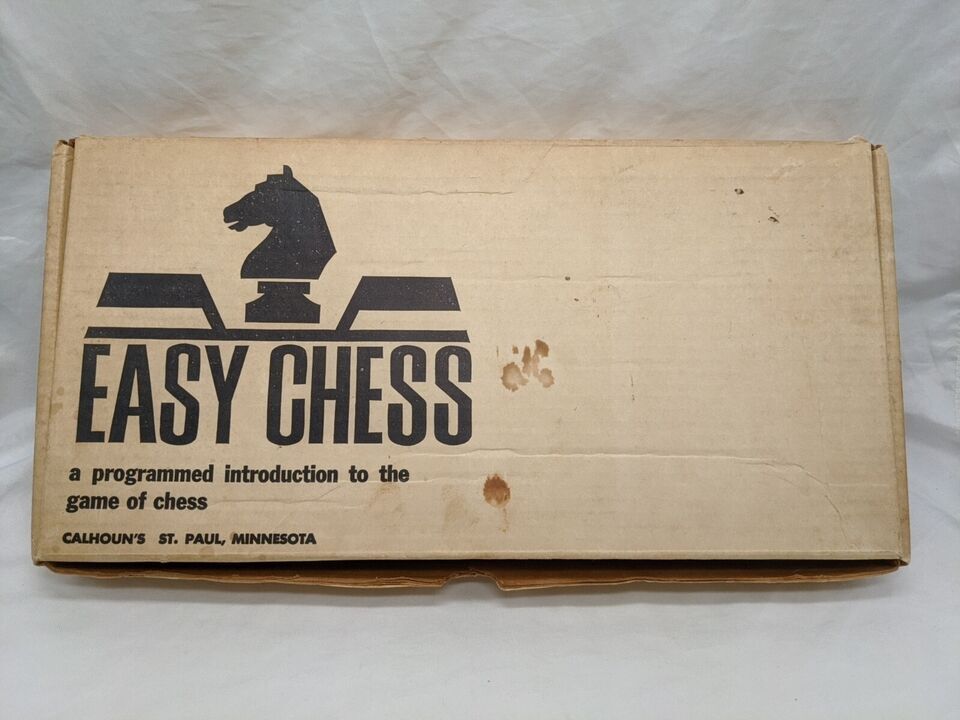 EASY CHESS
a programmed introduction to the
game of chess
CALHOUN'S ST. PAUL, MINNESOTA